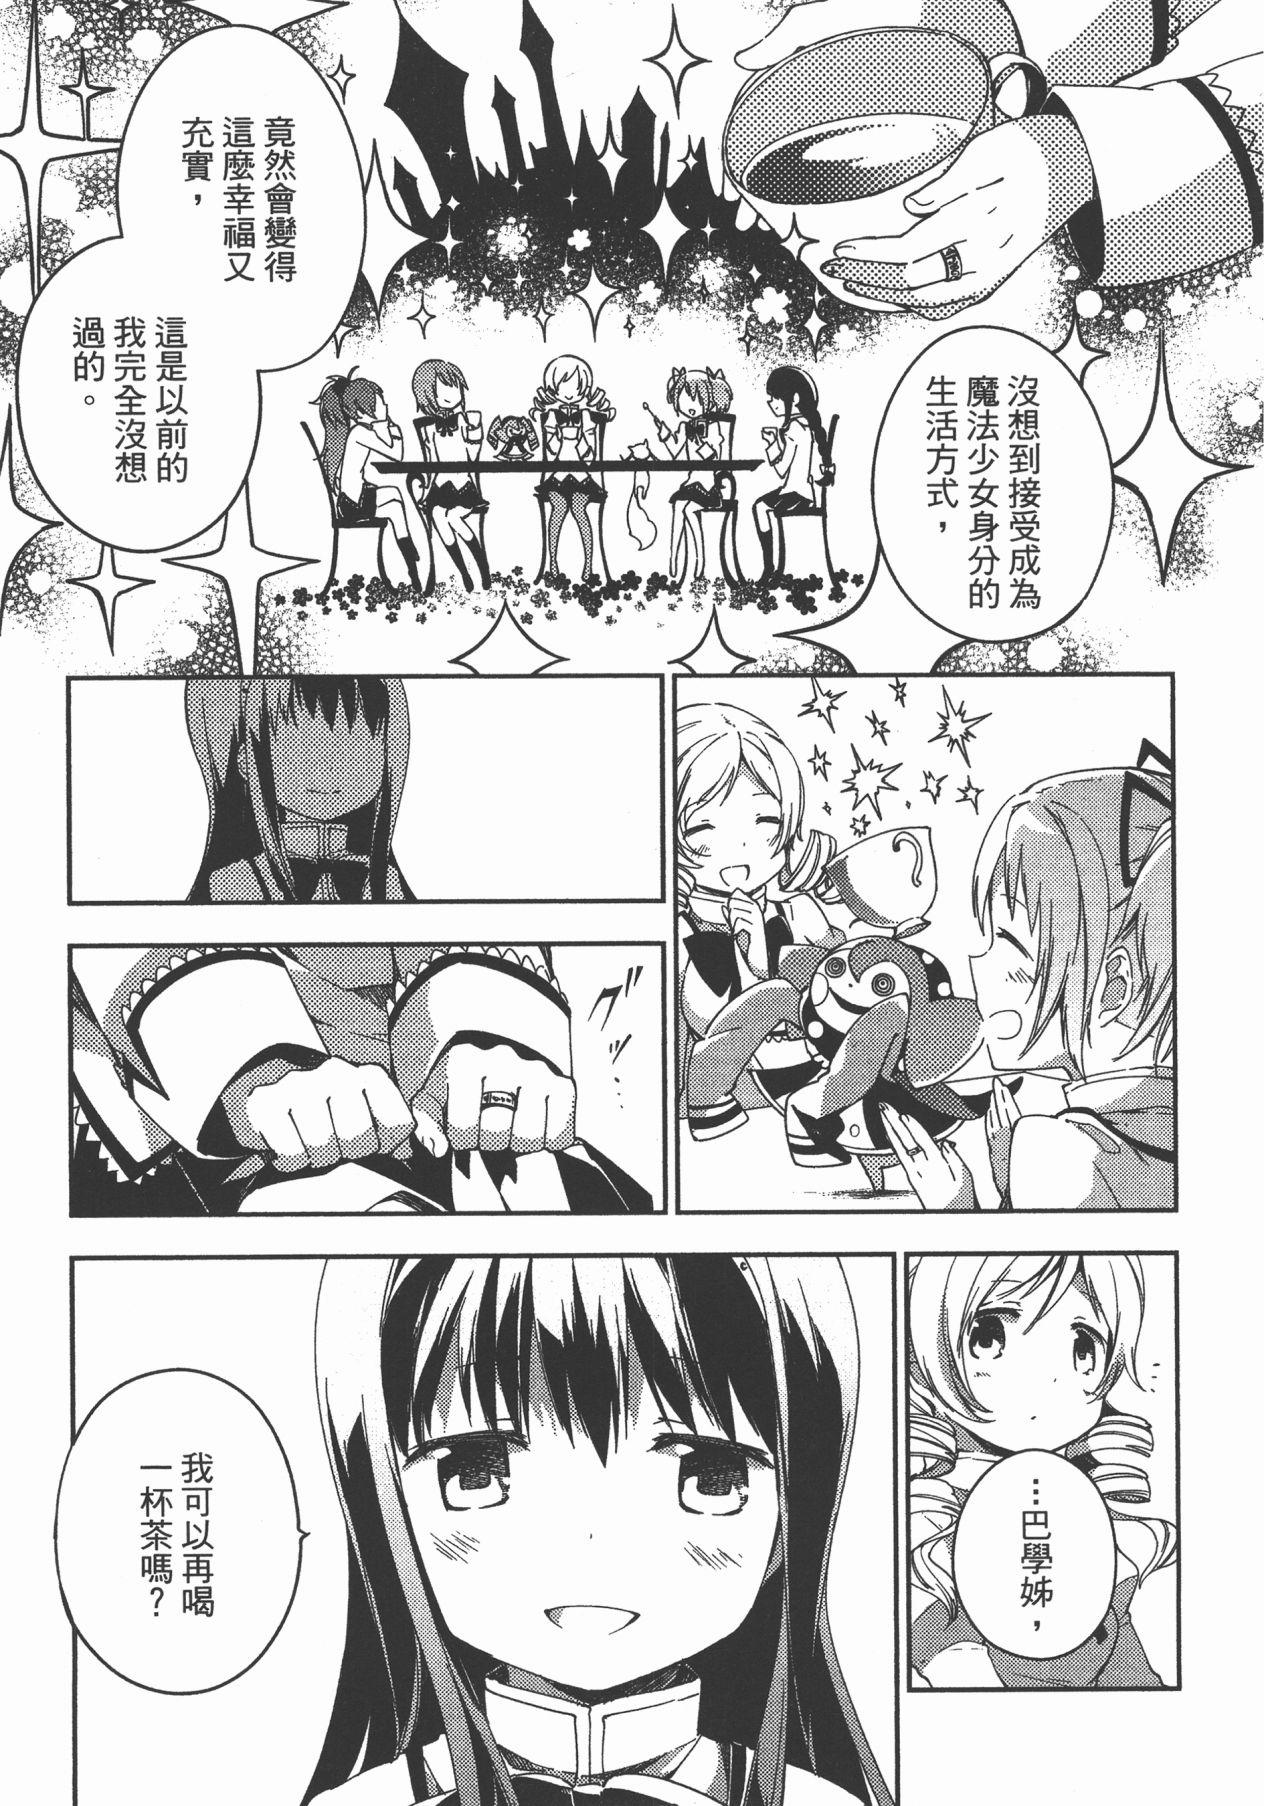 沒想到接受成為
魔法少女身分的
生活方式，
竟然會變得
這麼幸福又
充實，
這是以前的
我完全沒想
過的。
グッ
…巴學姊，
我可以再喝
一杯茶嗎？